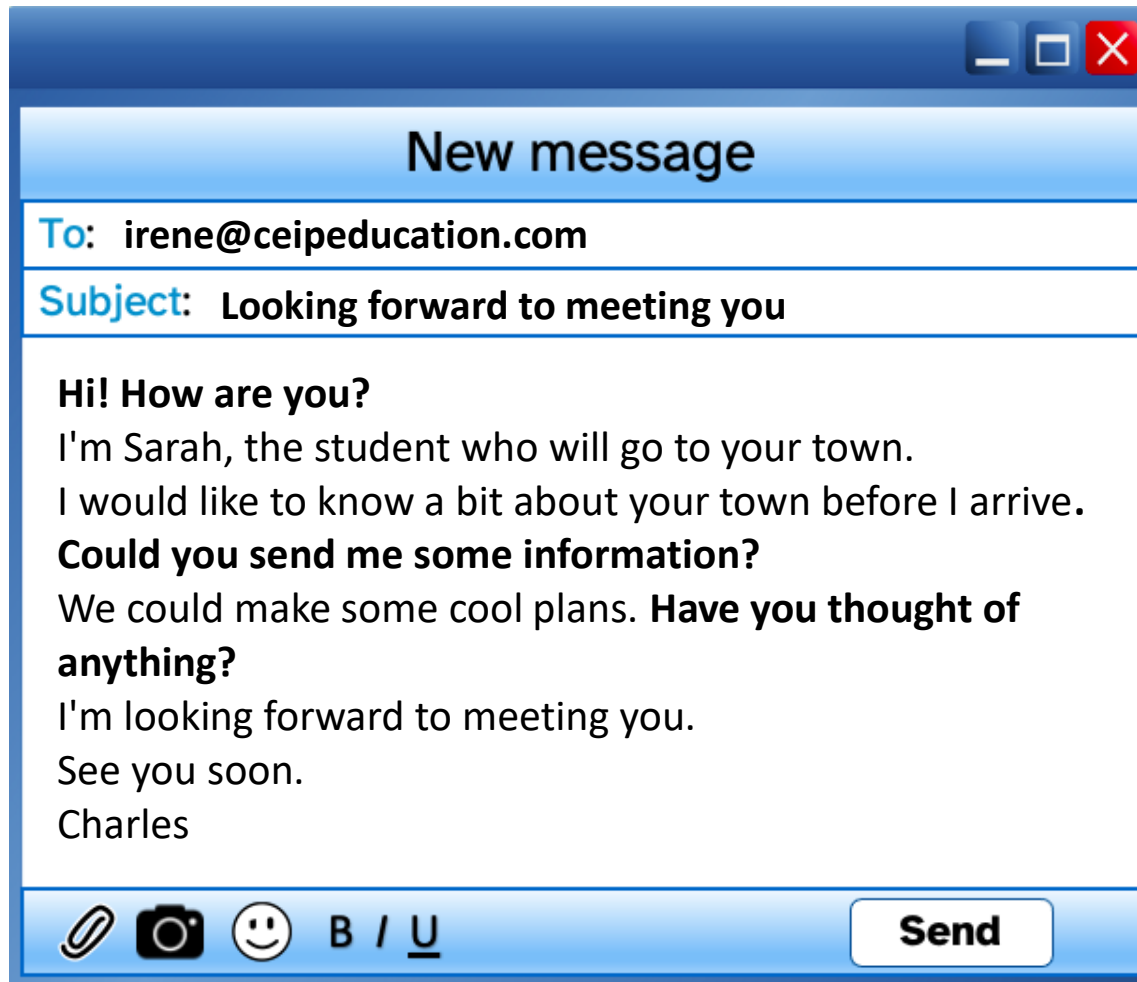 New message
To: irene@ceipeducation.com
Subject: Looking forward to meeting you
Hi! How are you?
I'm Sarah, the student who will go to your town.
I would like to know a bit about your town before I arrive.
Could you send me some information?
We could make some cool plans. Have you thought of
anything?
I'm looking forward to meeting you.
See you soon.
Charles
B I U Send